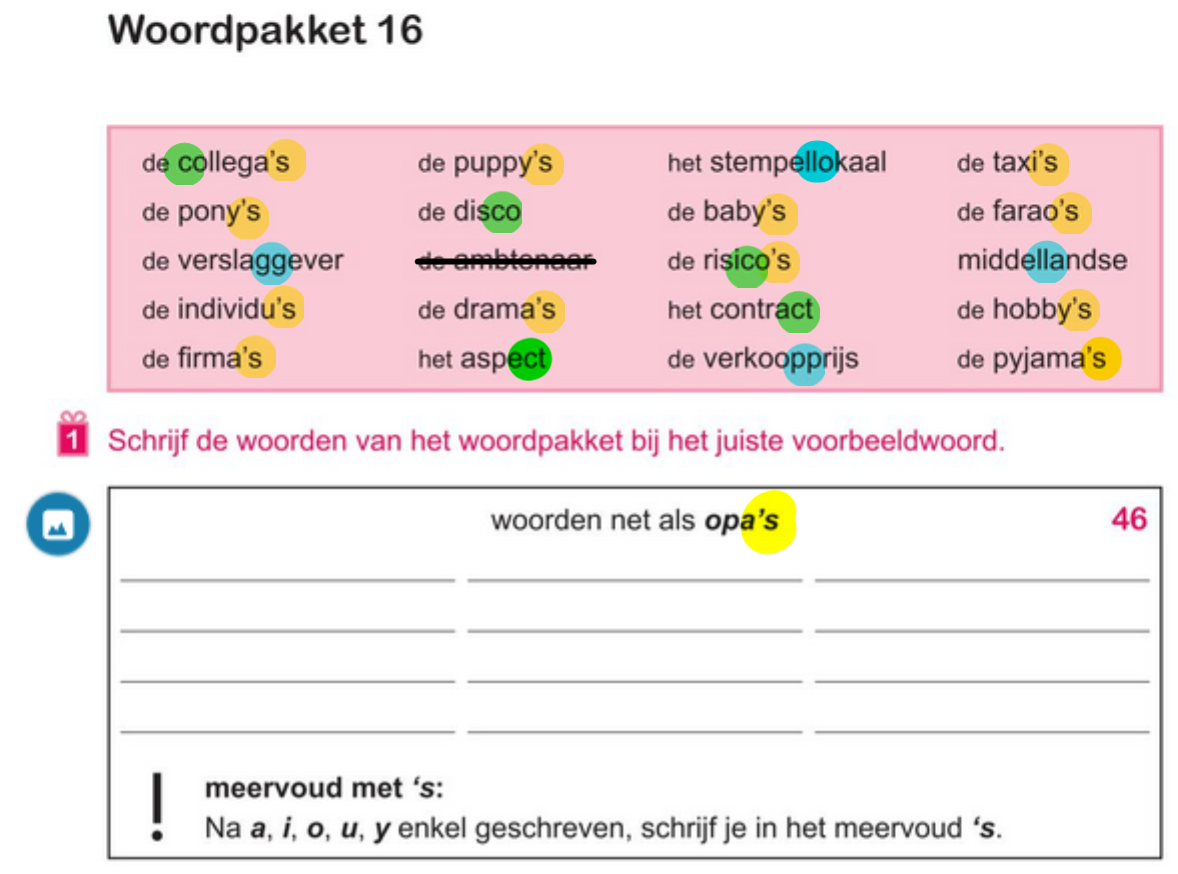 Woordpakket 16
de collega's de puppy's het stempellokaal de taxi's
de pony's de disco de baby's de farao's
de verslaggever de ambtenaar de risico's middellandse
de individu's de drama's het contract de hobby's
de firma's het aspect de verkoopprijs de pyjama's
1 Schrijf de woorden van het woordpakket bij het juiste voorbeeldwoord.
woorden net als opa's 46
! meervoud met 's:
Na a, i, o, u, y enkel geschreven, schrijf je in het meervoud 's.